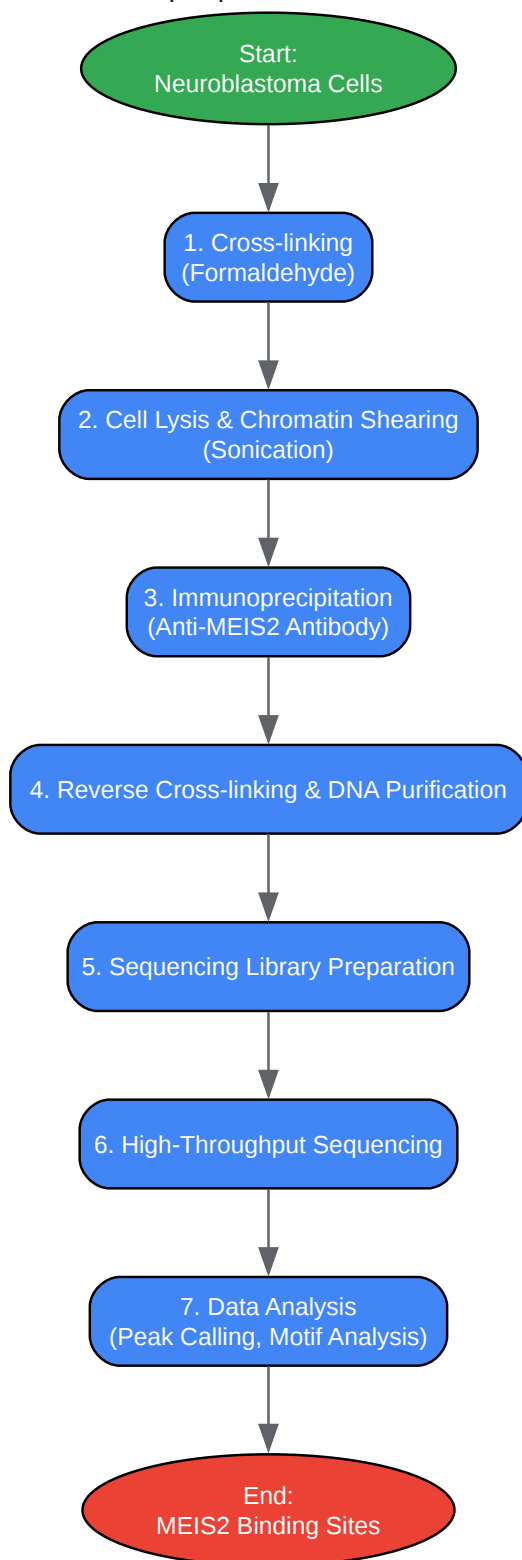 Start:
Neuroblastoma Cells
1. Cross-linking
(Formaldehyde)
2. Cell Lysis & Chromatin Shearing
(Sonication)
3. Immunoprecipitation
(Anti-MEIS2 Antibody)
4. Reverse Cross-linking & DNA Purification
5. Sequencing Library Preparation
6. High-Throughput Sequencing
7. Data Analysis
(Peak Calling, Motif Analysis)
End:
MEIS2 Binding Sites